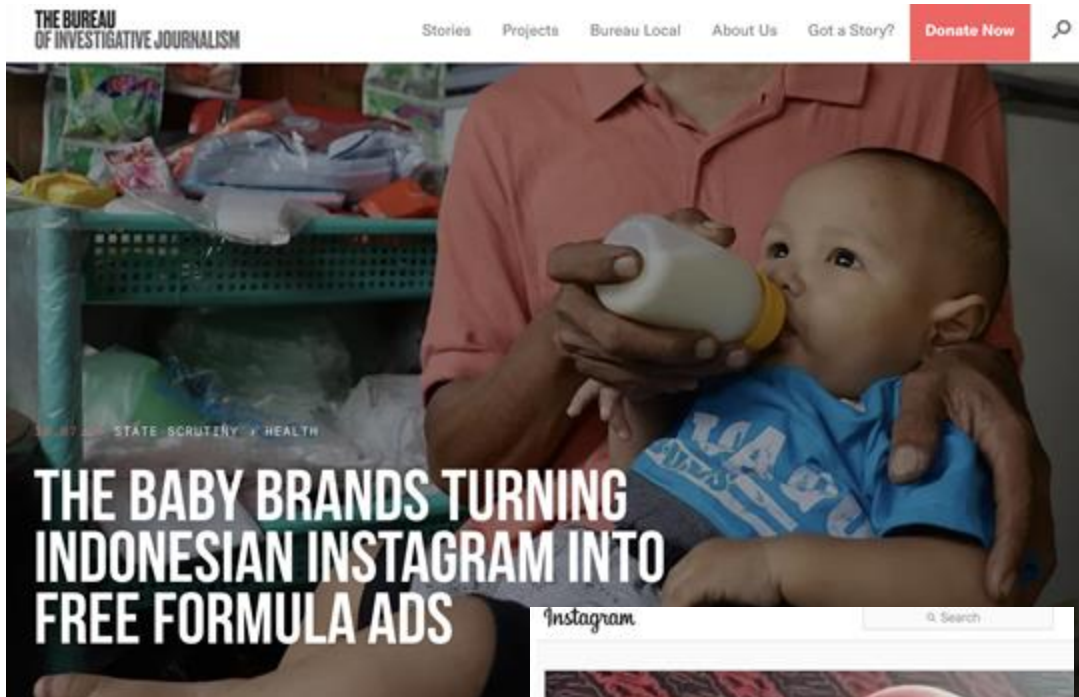 THE BUREAU
OF INVESTIGATIVE JOURNALISM
Stories Projects Bureau Local About Us Got a Story? Donate Now
STATE SCRUTINY › HEALTH
THE BABY BRANDS TURNING
INDONESIAN INSTAGRAM INTO
FREE FORMULA ADS
Instagram
Search